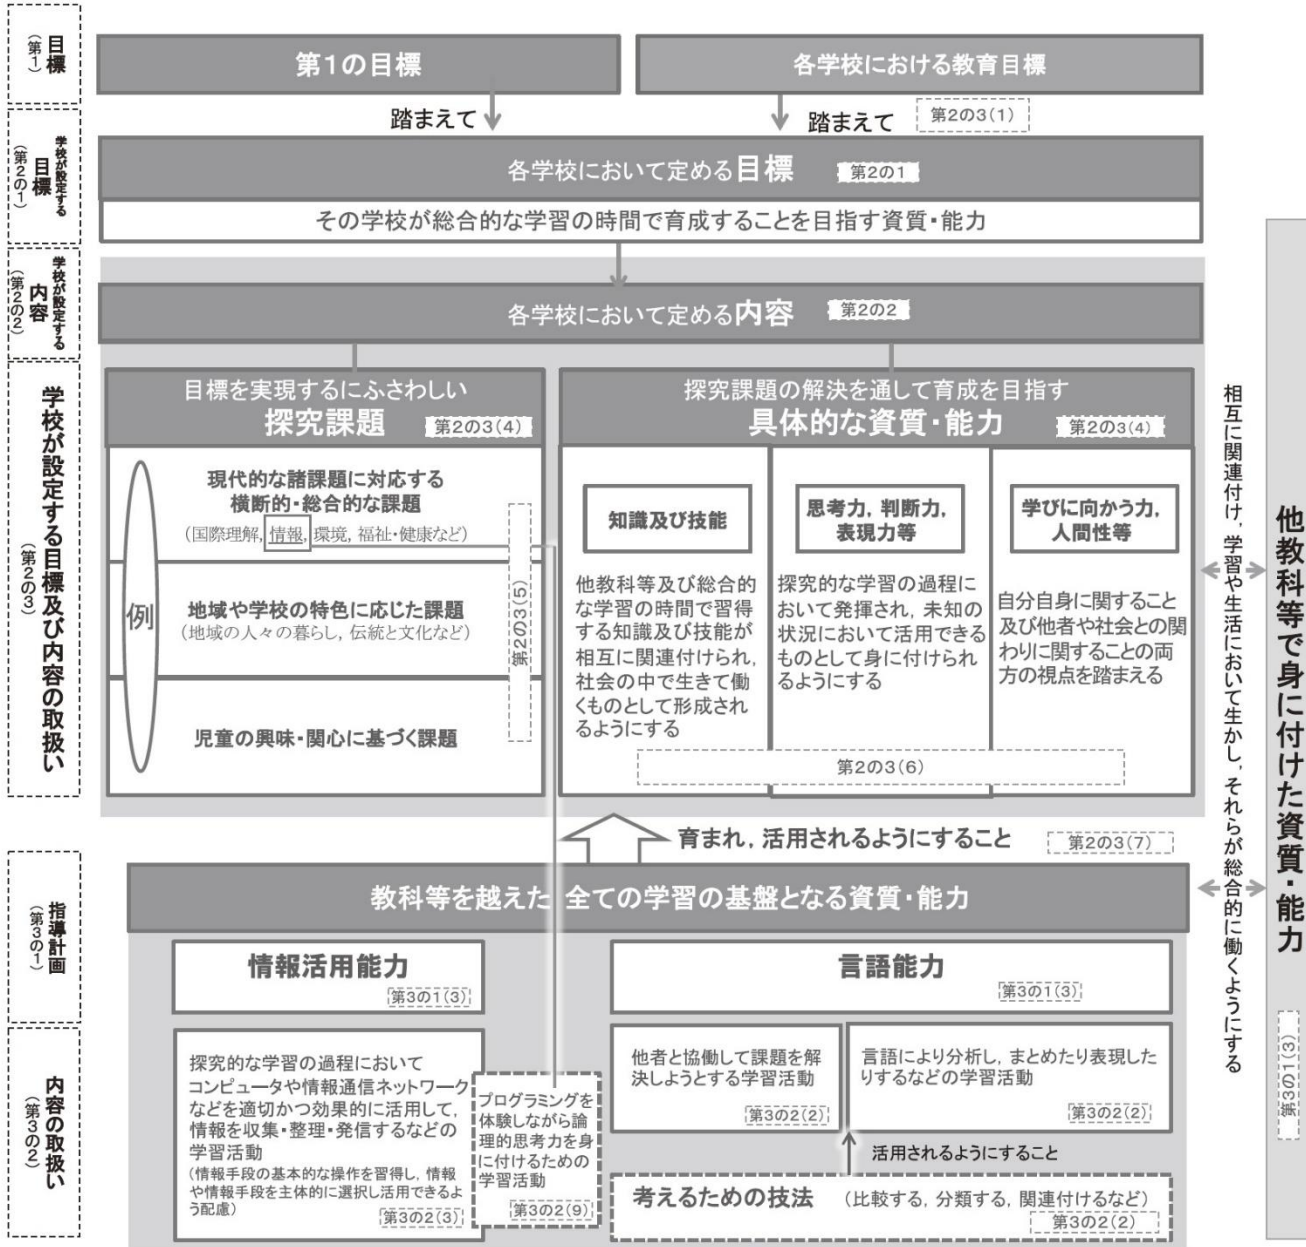 目標
(第1)
第1の目標
各学校における教育目標
踏まえて
踏まえて
第2の3(1)
学校が設定する
目標
(第2の1)
各学校において定める目標 第2の1
その学校が総合的な学習の時間で育成することを目指す資質・能力
学校が設定する
内容
(第2の2)
各学校において定める内容 第2の2
学校が設定する目標及び内容の取扱い
(第2の3)
目標を実現するにふさわしい
探究課題 第2の3(4)
現代的な諸課題に対応する
横断的・総合的な課題
(国際理解,情報,環境,福祉・健康など)
地域や学校の特色に応じた課題
(地域の人々の暮らし,伝統と文化など)
児童の興味・関心に基づく課題
例
第2の3(5)
探究課題の解決を通して育成を目指す
具体的な資質・能力 第2の3(4)
知識及び技能
他教科等及び総合的
な学習の時間で習得
する知識及び技能が
相互に関連付けられ,
社会の中で生きて働
くものとして形成され
るようにする
思考力,判断力,
表現力等
探究的な学習の過程に
おいて発揮され,未知の
状況において活用できる
ものとして身に付けられ
るようにする
学びに向かう力,
人間性等
自分自身に関すること
及び他者や社会との関
わりに関することの両
方の視点を踏まえる
第2の3(6)
育まれ,活用されるようにすること 第2の3(7)
指導計画
(第3の1)
教科等を越えた 全ての学習の基盤となる資質・能力
情報活用能力
第3の1(3)
言語能力
第3の1(3)
内容の取扱い
(第3の2)
探究的な学習の過程において
コンピュータや情報通信ネットワーク
などを適切かつ効果的に活用して,
情報を収集・整理・発信するなどの
学習活動
(情報手段の基本的な操作を習得し,情報
や情報手段を主体的に選択し活用できるよ
う配慮)
第3の2(3)
プログラミングを
体験しながら論
理的思考力を身
に付けるための
学習活動
第3の2(9)
他者と協働して課題を解
決しようとする学習活動
第3の2(2)
言語により分析し,まとめたり表現した
りするなどの学習活動
第3の2(2)
活用されるようにすること
考えるための技法 (比較する,分類する,関連付けるなど)
第3の2(2)
相互に関連付け,学習や生活において生かし,それらが総合的に働くようにする
他教科等で身に付けた資質・能力
第3の1(3)